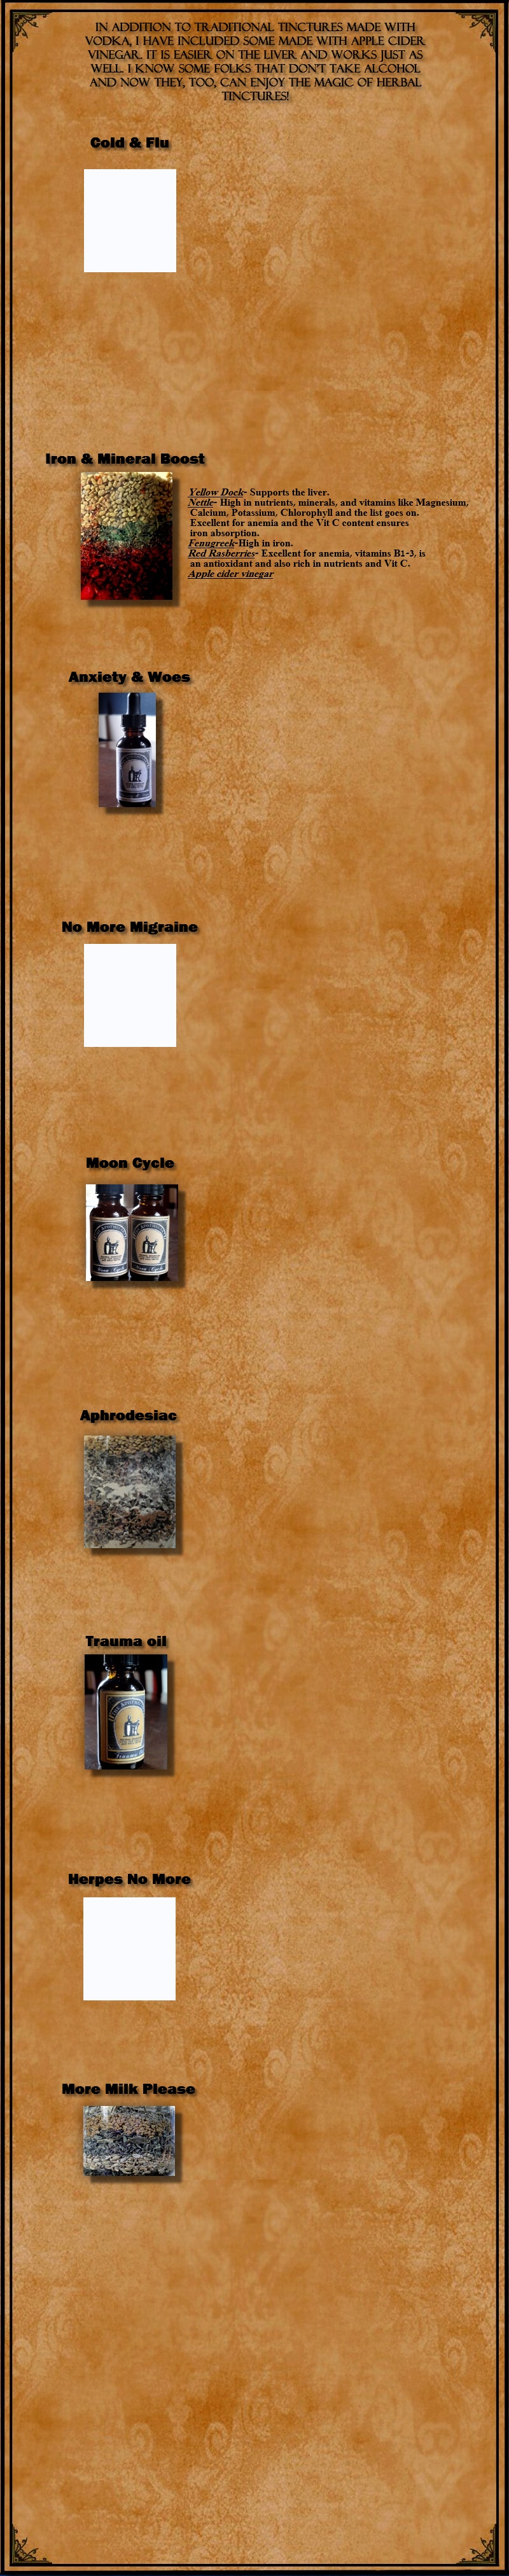 IN ADDITION TO TRADITIONAL TINCTURES MADE WITH
VODKA, I HAVE INCLUDED SOME MADE WITH APPLE CIDER
VINEGAR. IT IS EASIER ON THE LIVER AND WORKS JUST AS
WELL. I KNOW SOME FOLKS THAT DON'T TAKE ALCOHOL
AND NOW THEY, TOO, CAN ENJOY THE MAGIC OF HERBAL
TINCTURES!
Cold & Flu
Iron & Mineral Boost
Yellow Dock- Supports the liver.
Nettle- High in nutrients, minerals, and vitamins like Magnesium,
Calcium, Potassium, Chlorophyll and the list goes on.
Excellent for anemia and the Vit C content ensures
iron absorption.
Fenugreek-High in iron.
Red Rasberries- Excellent for anemia, vitamins B1-3, is
an antioxidant and also rich in nutrients and Vit C.
Apple cider vinegar
Anxiety & Woes
No More Migraine
Moon Cycle
Aphrodesiac
Trauma oil
Trauma
Herpes No More
More Milk Please